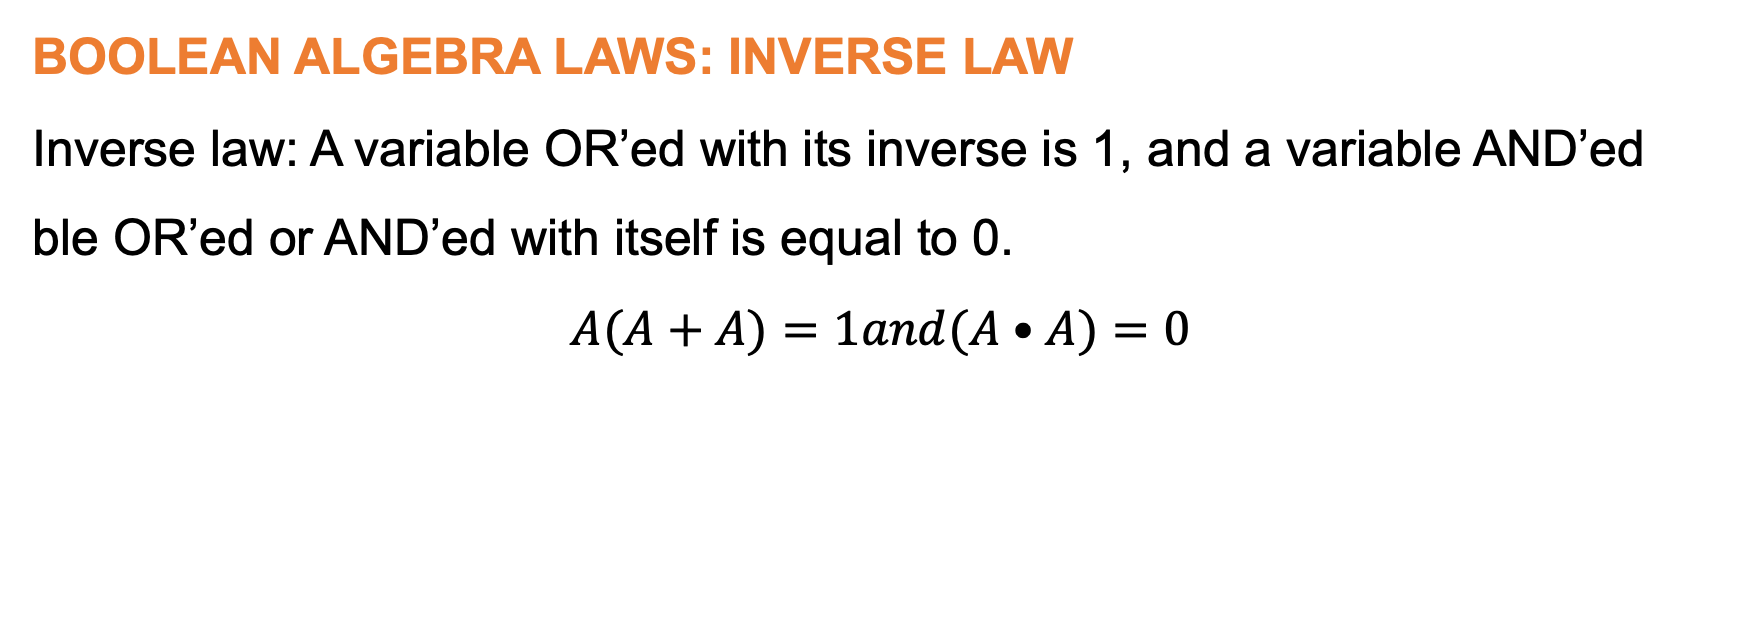 BOOLEAN ALGEBRA LAWS: INVERSE LAW
Inverse law: A variable OR’ed with its inverse is 1, and a variable AND’ed
ble OR’ed or AND’ed with itself is equal to 0.
A(A + A) = 1and(A • A) = 0